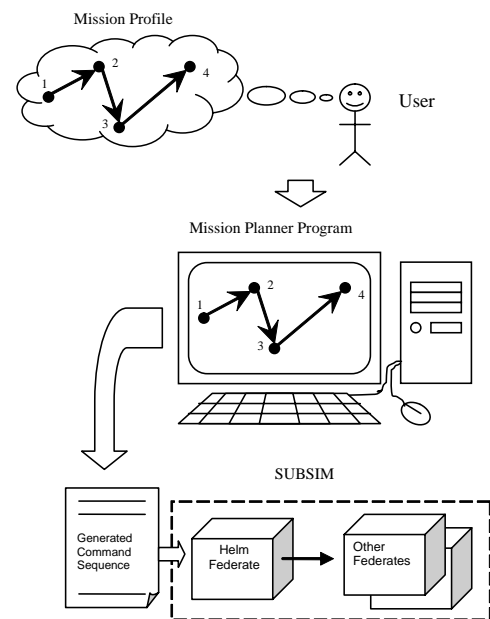 Mission Profile
1
2
3
4
User
Mission Planner Program
1
2
3
4
SUBSIM
Generated
Command
Sequence
Helm
Federate
Other
Federates